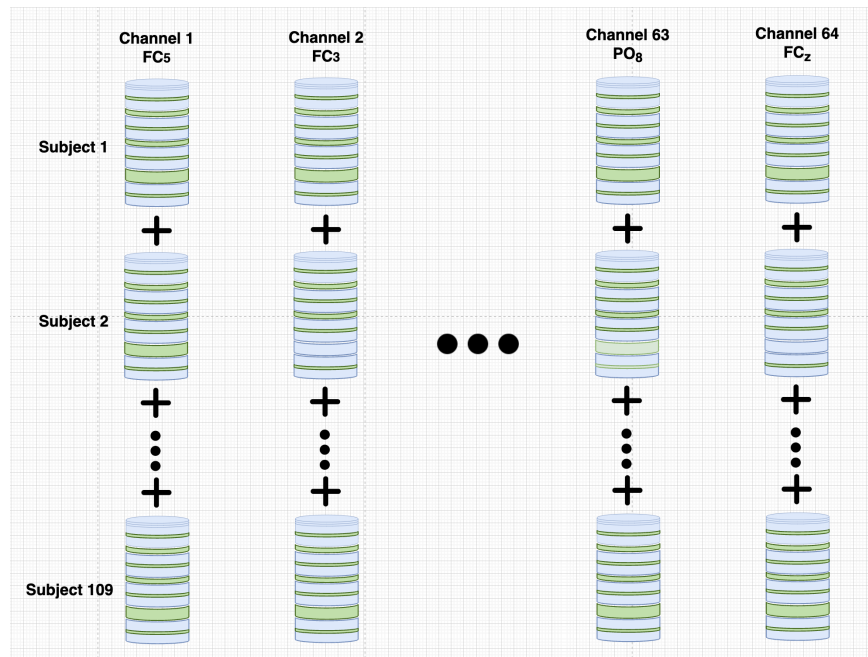 Channel 1
FC5
Channel 2
FC3
Channel 63
PO8
Channel 64
FCz
Subject 1
Subject 2
Subject 109